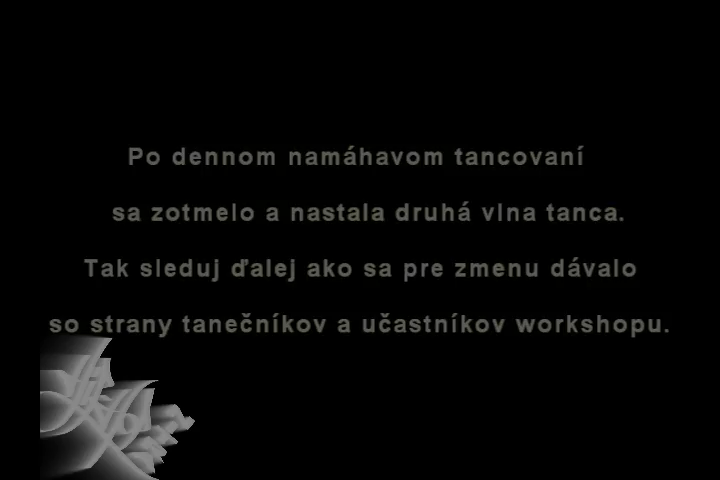 Po dennom namáhavom tancovaní
sa zotmelo a nastala druhá vlna tanca.
Tak sleduj ďalej ako sa pre zmenu dávalo
so strany tanečníkov a učastníkov workshopu.